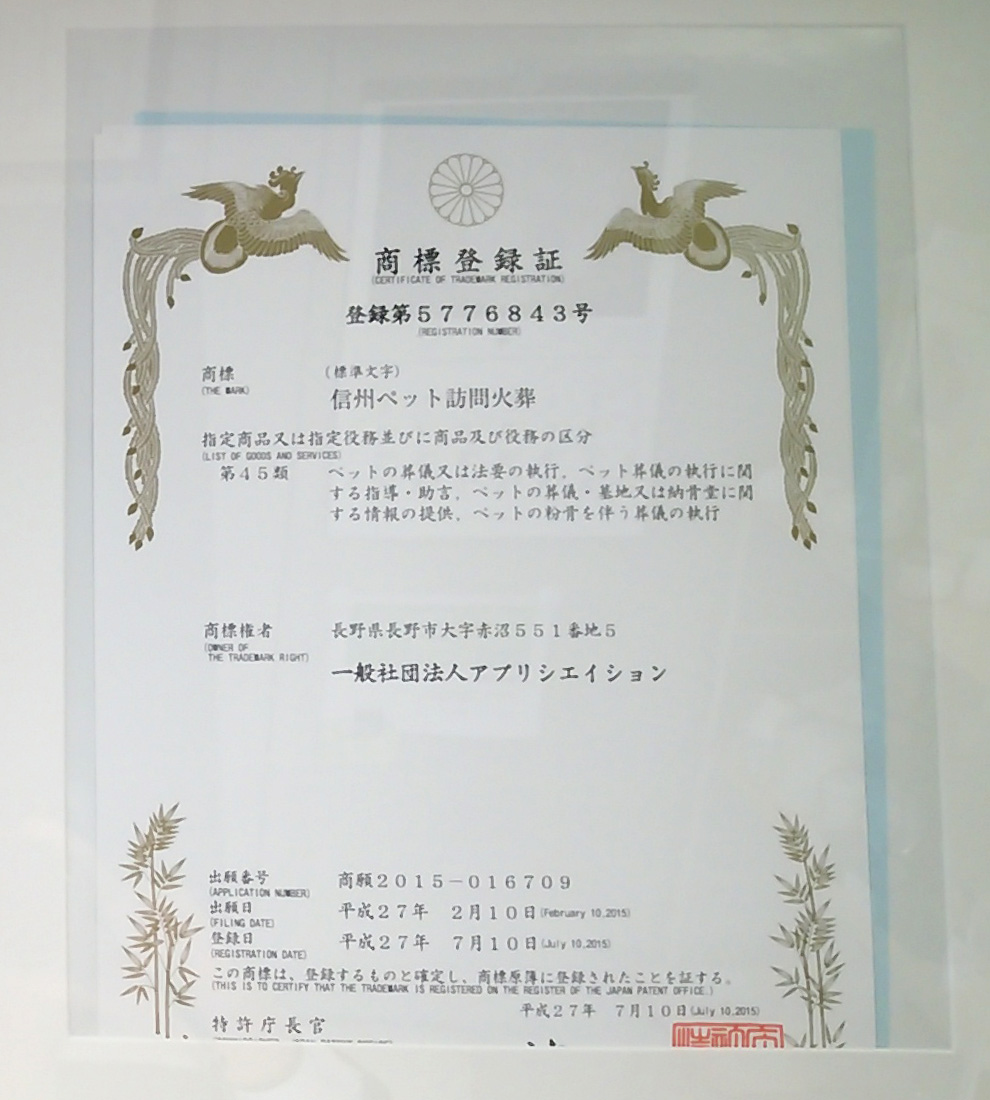 商標登録証
(CERTIFICATE OF TRADEMARK REGISTRATION)
登録第5776843号
(REGISTRATION NUMBER)
商標 (標準文字)
(THE MARK)
信州ペット訪問火葬
指定商品又は指定役務並びに商品及び役務の区分
(LIST OF GOODS AND SERVICES)
第45類 ペットの葬儀又は法要の執行，ペット葬儀の執行に関
する指導・助言，ペットの葬儀・墓地又は納骨堂に関
する情報の提供，ペットの粉骨を伴う葬儀の執行
商標権者 長野県長野市大字赤沼551番地5
(OWNER OF
THE TRADEMARK RIGHT)
一般社団法人アプリシエイション
出願番号 商願2015-016709
(APPLICATION NUMBER)
出願日 平成27年 2月10日(February 10,2015)
(FILING DATE)
登録日 平成27年 7月10日(July 10,2015)
(REGISTRATION DATE)
この商標は、登録するものと確定し、商標原簿に登録されたことを証する。
(THIS IS TO CERTIFY THAT THE TRADEMARK IS REGISTERED ON THE REGISTER OF THE JAPAN PATENT OFFICE.)
平成27年 7月10日(July 10,2015)
特許庁長官